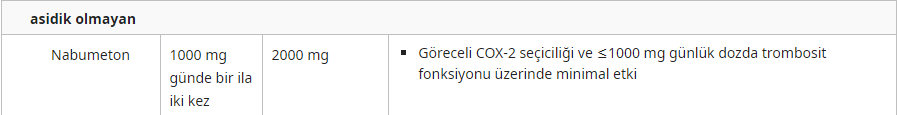 asidik olmayan
Nabumeton
1000 mg
günde bir ila
iki kez
2000 mg
▪ Göreceli COX-2 seçiciliği ve ≤1000 mg günlük dozda trombosit
fonksiyonu üzerinde minimal etki